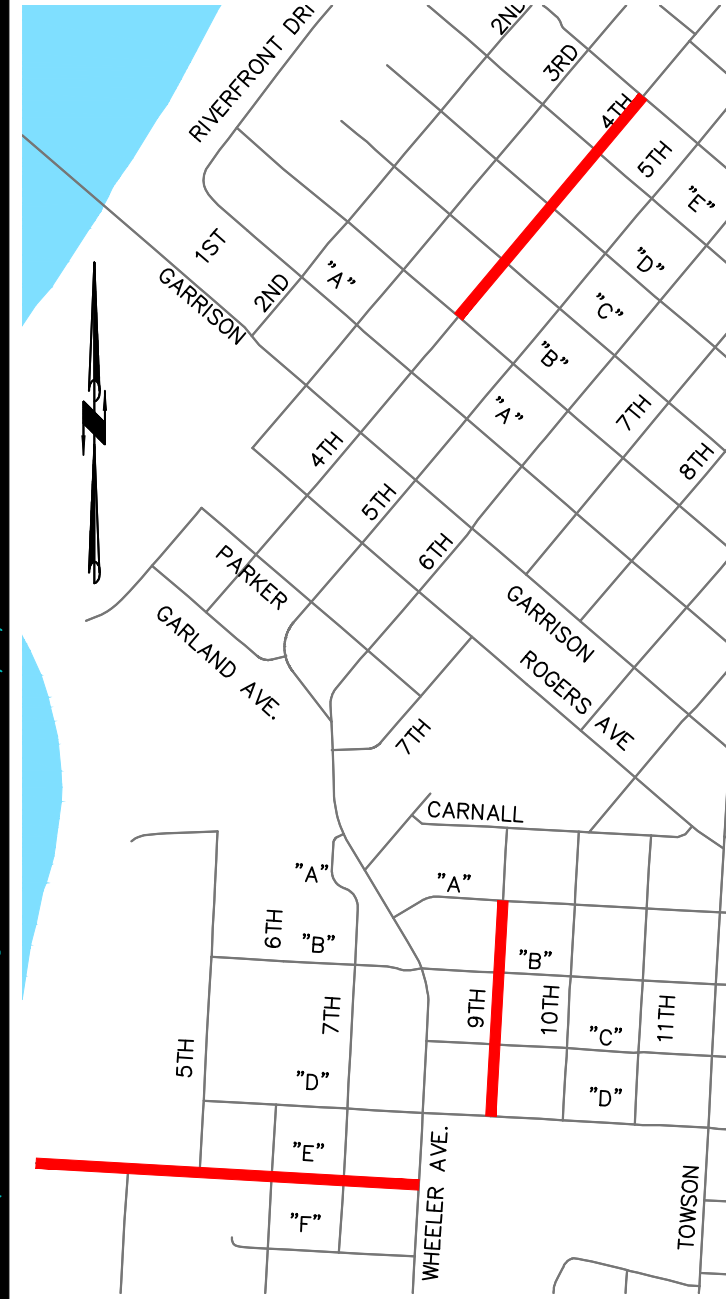 RIVERFRONT DRI
2ND
3RD
4TH
5TH
"E"
1ST
2ND
"A"
"D"
GARRISON
"C"
"B"
"A"
7TH
8TH
4TH
5TH
6TH
PARKER
GARRISON
GARLAND AVE.
ROGERS AVE
7TH
CARNALL
"A"
"A"
6TH
"B"
"B"
5TH
7TH
9TH
10TH
11TH
"C"
"D"
"D"
"E"
"F"
WHEELER AVE.
TOWSON